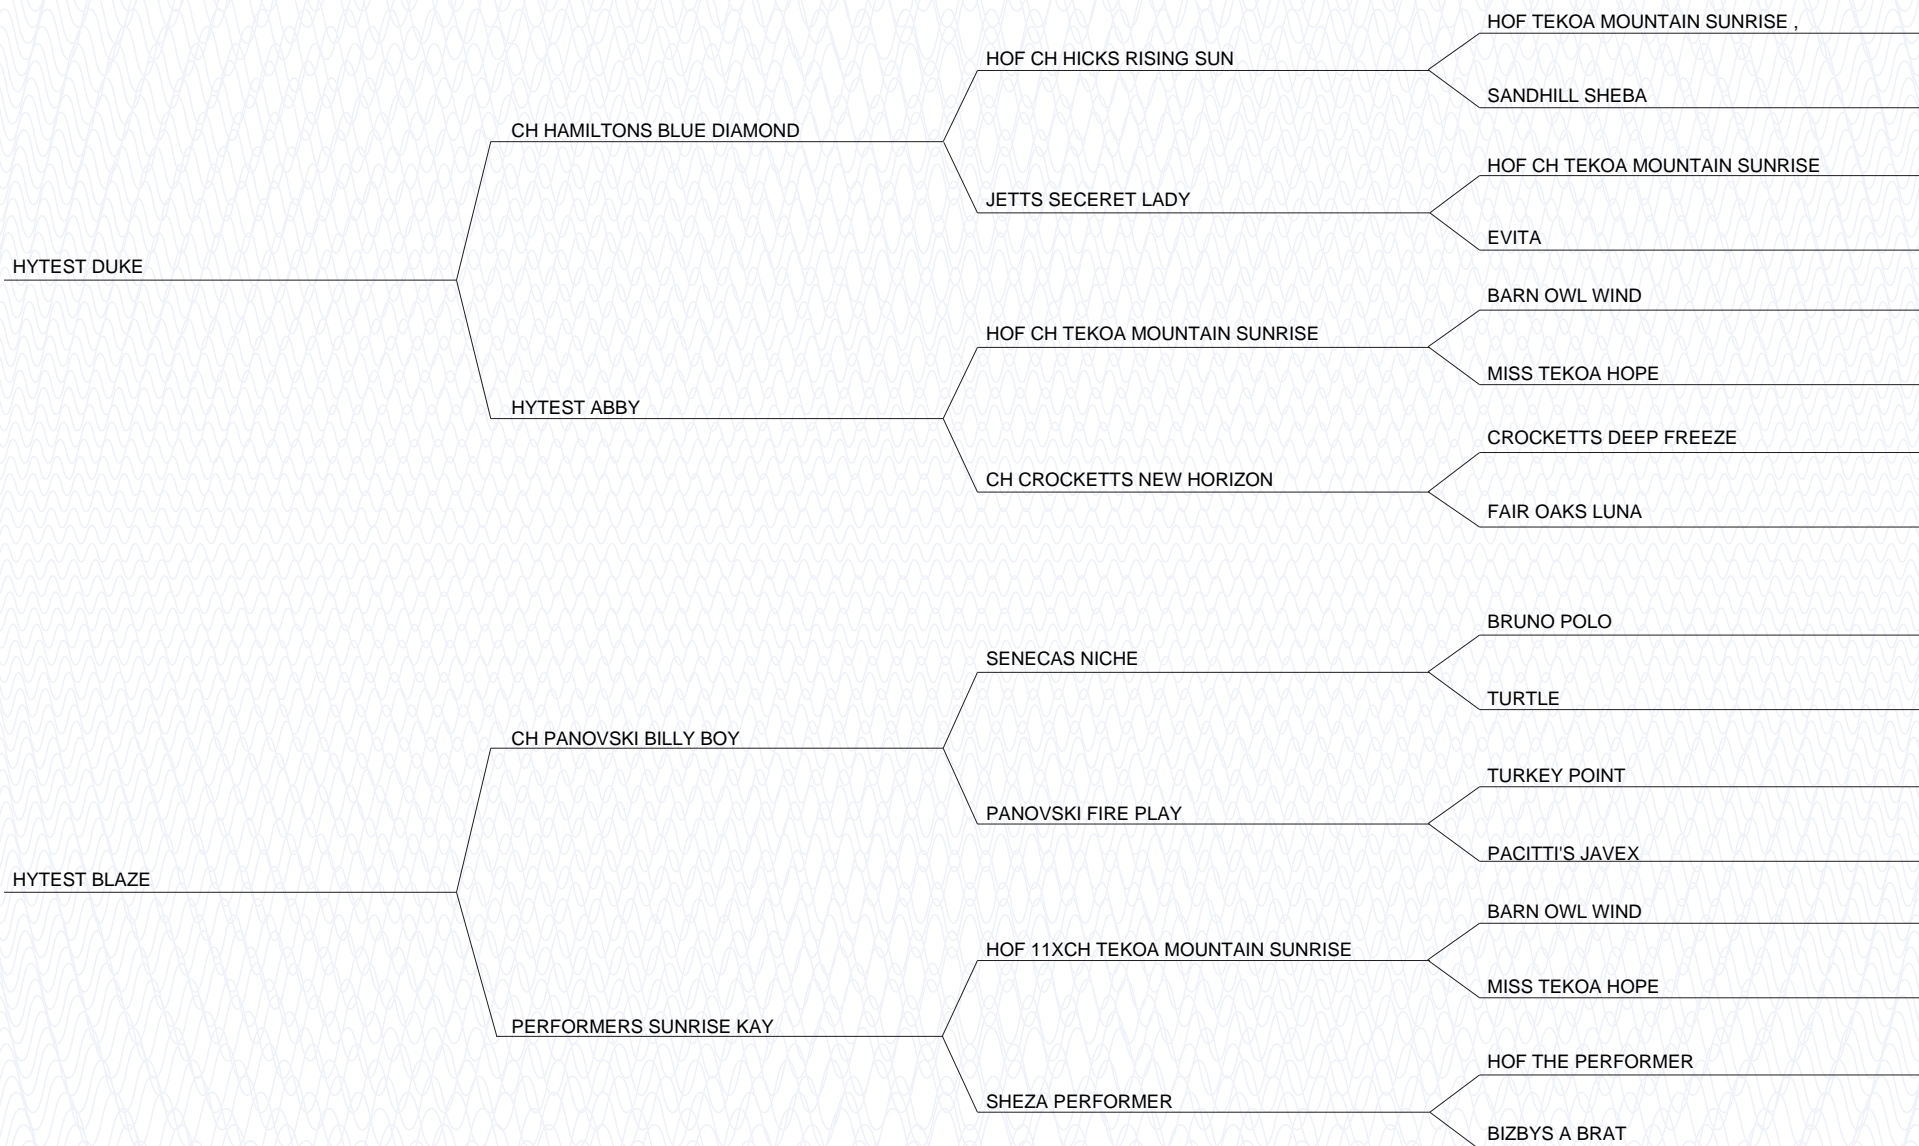 HOF TEKOA MOUNTAIN SUNRISE ,
HOF CH HICKS RISING SUN
SANDHILL SHEBA
CH HAMILTONS BLUE DIAMOND
HOF CH TEKOA MOUNTAIN SUNRISE
JETTS SECERET LADY
EVITA
HYTEST DUKE
BARN OWL WIND
HOF CH TEKOA MOUNTAIN SUNRISE
MISS TEKOA HOPE
HYTEST ABBY
CROCKETTS DEEP FREEZE
CH CROCKETTS NEW HORIZON
FAIR OAKS LUNA
BRUNO POLO
SENECAS NICHE
TURTLE
CH PANOVSKI BILLY BOY
TURKEY POINT
PANOVSKI FIRE PLAY
PACITTI'S JAVEX
HYTEST BLAZE
BARN OWL WIND
HOF 11XCH TEKOA MOUNTAIN SUNRISE
MISS TEKOA HOPE
PERFORMERS SUNRISE KAY
HOF THE PERFORMER
SHEZA PERFORMER
BIZBYS A BRAT